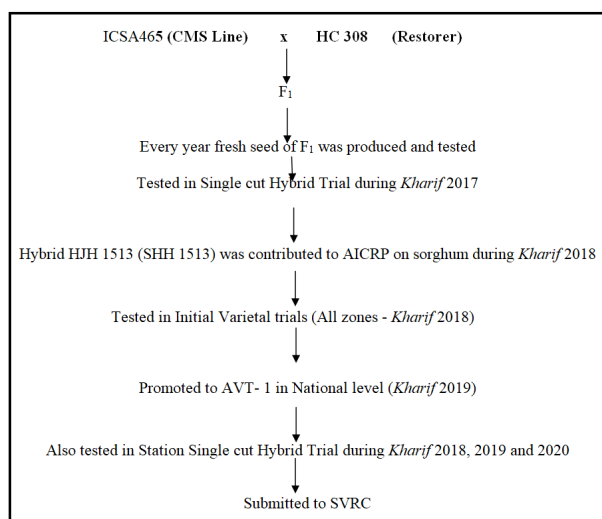 ICSA465 (CMS Line) x HC 308 (Restorer)
F₁
Every year fresh seed of F₁ was produced and tested
Tested in Single cut Hybrid Trial during Kharif 2017
Hybrid HJH 1513 (SHH 1513) was contributed to AICRP on sorghum during Kharif 2018
Tested in Initial Varietal trials (All zones - Kharif 2018)
Promoted to AVT- 1 in National level (Kharif 2019)
Also tested in Station Single cut Hybrid Trial during Kharif 2018, 2019 and 2020
Submitted to SVRC